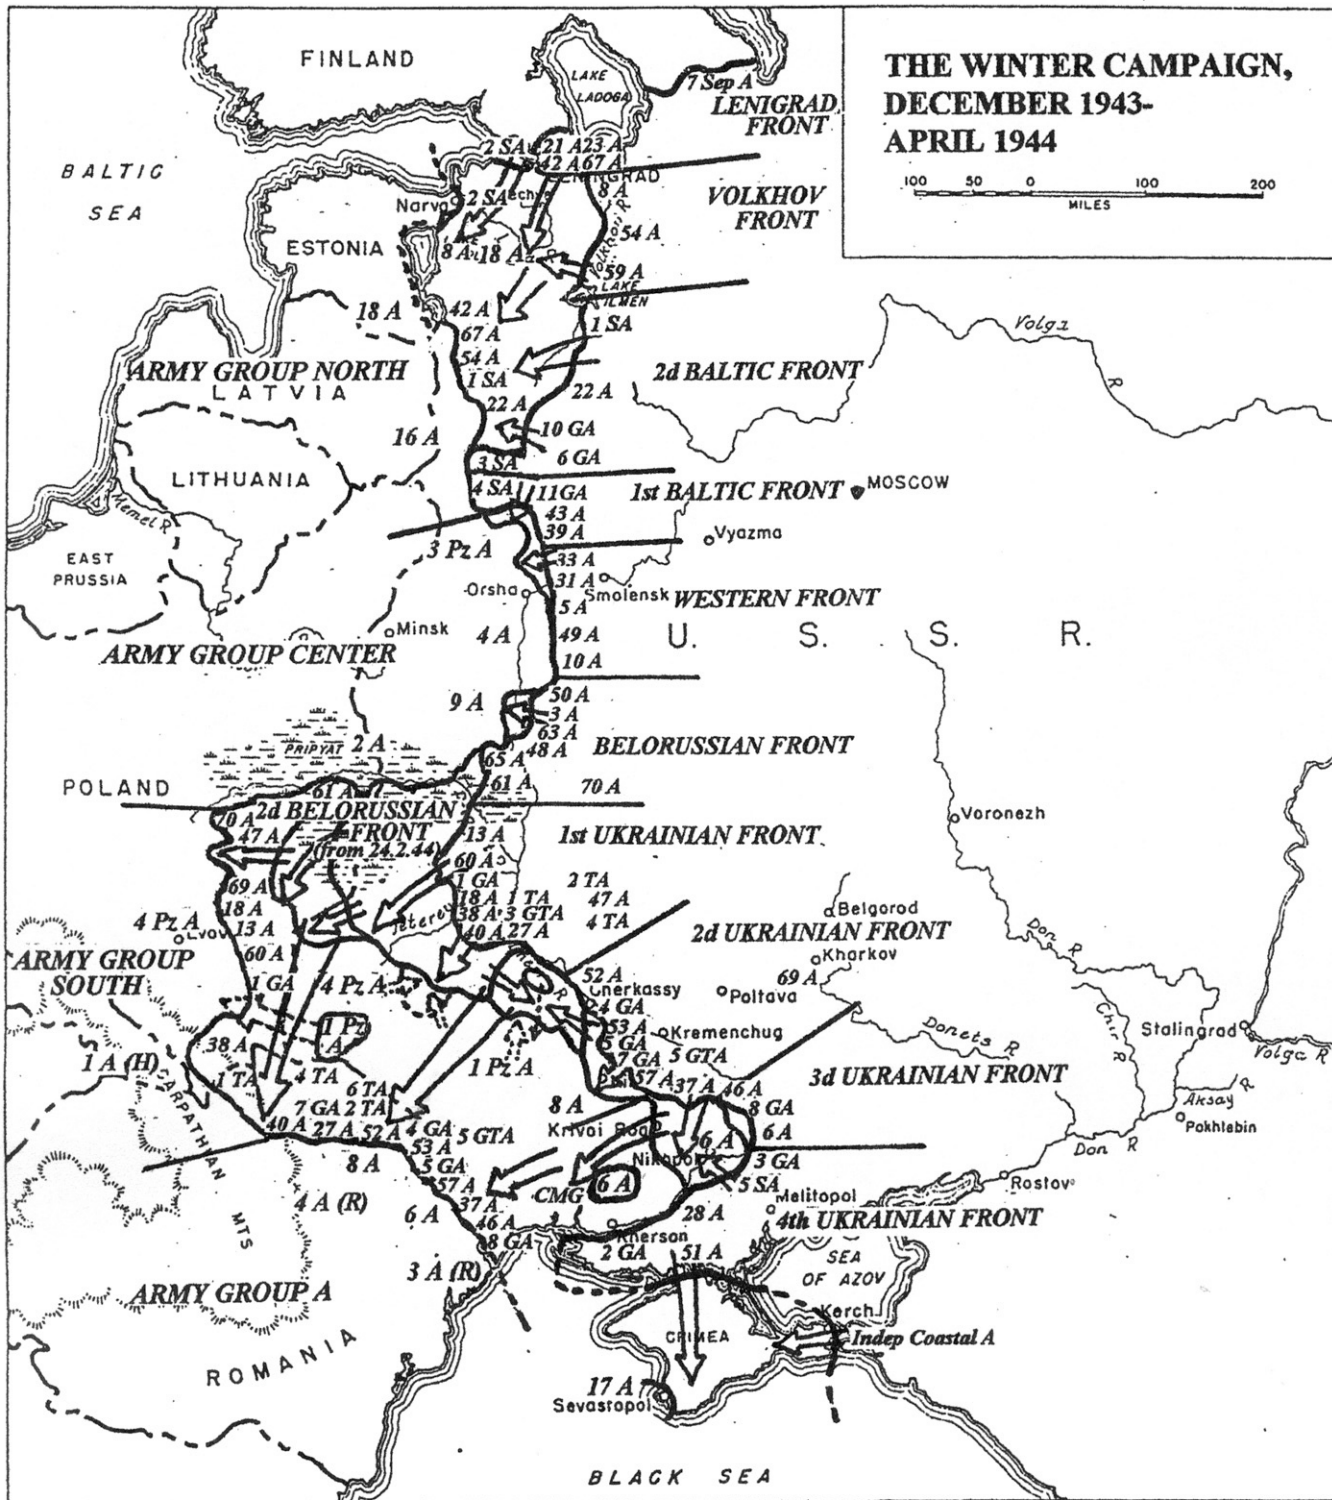 THE WINTER CAMPAIGN,
DECEMBER 1943-
APRIL 1944
100 50 0 100 200
MILES
FINLAND
LAKE
LADOGA
7 Sep A
LENIGRAD
FRONT
BALTIC
SEA
2 SA
21 A 23 A
42 A 67 A
8 A
VOLKHOV
FRONT
Narva
2 SA
ESTONIA
8 A
18 A
54 A
59 A
LAKE
ILMEN
18 A
42 A
1 SA
67 A
54 A
ARMY GROUP NORTH
1 SA
2d BALTIC FRONT
LATVIA
22 A
22 A
16 A
10 GA
6 GA
3 SA
LITHUANIA
4 SA
11 GA
1st BALTIC FRONT
MOSCOW
Volga
R
Nemel R
43 A
39 A
Vyazma
EAST
PRUSSIA
3 Pz A
33 A
31 A
Orsha
Smolensk
WESTERN FRONT
5 A
Minsk
4 A
49 A
U. S. S. R.
ARMY GROUP CENTER
10 A
9 A
50 A
3 A
63 A
48 A
BELORUSSIAN FRONT
PRIPYAT
2 A
65 A
POLAND
61 A
61 A
70 A
70 A
2d BELORUSSIAN
FRONT
(from 24.2.44)
47 A
13 A
1st UKRAINIAN FRONT
Voronezh
60 A
69 A
1 GA
2 TA
18 A
18 A 1 TA
47 A
4 Pz A
13 A
38 A 3 GTA
4 TA
Belgorod
Lvov
40 A 27 A
2d UKRAINIAN FRONT
Don R
60 A
Kharkov
ARMY GROUP
SOUTH
1 GA
4 Pz A
52 A
69 A
Cherkassy
Poltava
4 GA
1 Pz
A
53 A
Kremenchug
Donets R
Chir R
Stalingrad
Volga R
38 A
5 GA
1 A (H)
1 Pz A
7 GA
5 GTA
1 TA
4 TA
57 A
37 A
46 A
3d UKRAINIAN FRONT
Aksay R
CARPATHIAN
MTS
6 TA
7 GA 2 TA
8 A
8 GA
Pokhlebin
40 A 27 A 52 A
4 GA
5 GTA
Krivoi Rog
6 A
6 A
Don R
53 A
8 A
5 GA
Nikopol
3 GA
57 A
CMG
6 A
5 SA
Rostov
4 A (R)
37 A
Melitopol
6 A
46 A
28 A
4th UKRAINIAN FRONT
8 GA
Kherson
2 GA
51 A
SEA
OF AZOV
3 A (R)
ARMY GROUP A
Kerch
Indep Coastal A
CRIMEA
ROMANIA
17 A
Sevastopol
BLACK SEA